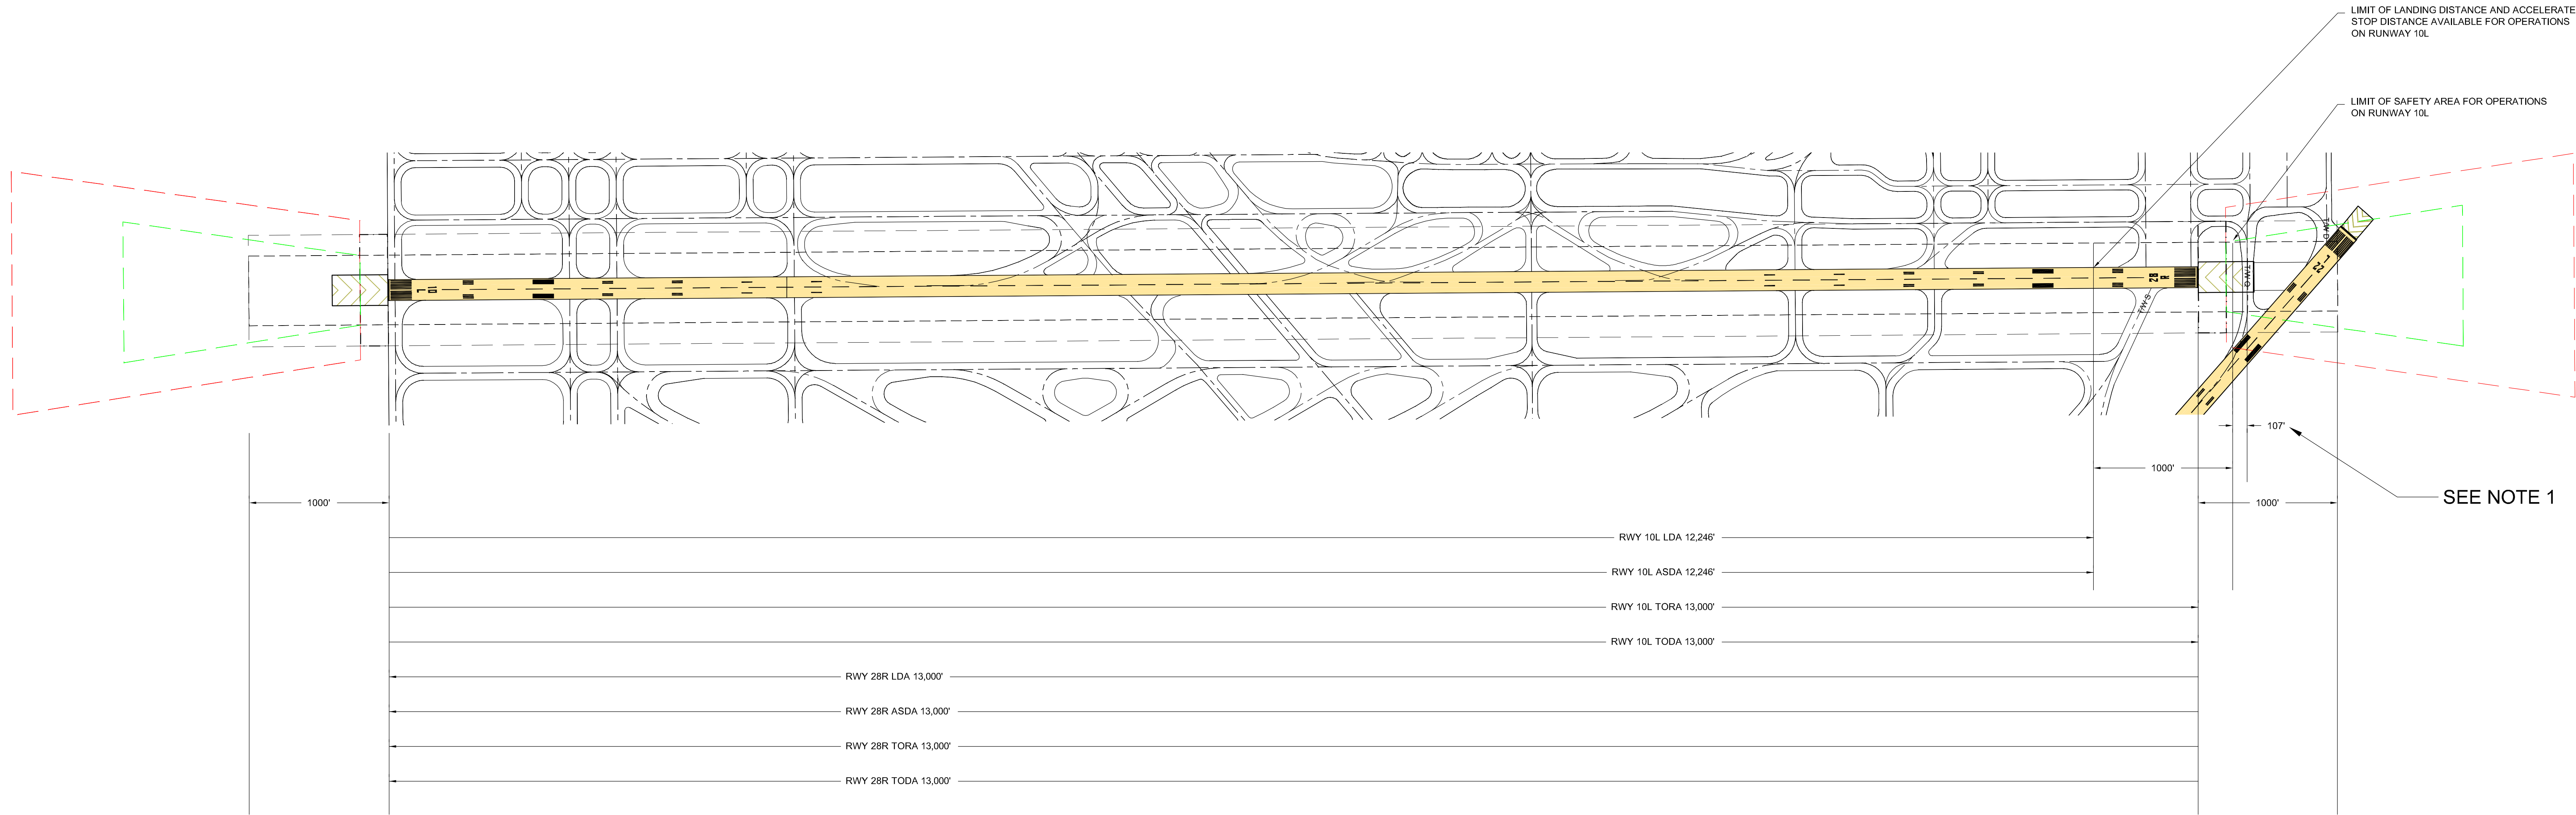 LIMIT OF LANDING DISTANCE AND ACCELERATE
STOP DISTANCE AVAILABLE FOR OPERATIONS
ON RUNWAY 10L
LIMIT OF SAFETY AREA FOR OPERATIONS
ON RUNWAY 10L
T/W D
10
L
28
R
T/W Q
22
L
T/W S
107'
1000'
SEE NOTE 1
1000'
1000'
RWY 10L LDA 12,246'
RWY 10L ASDA 12,246'
RWY 10L TORA 13,000'
RWY 10L TODA 13,000'
RWY 28R LDA 13,000'
RWY 28R ASDA 13,000'
RWY 28R TORA 13,000'
RWY 28R TODA 13,000'